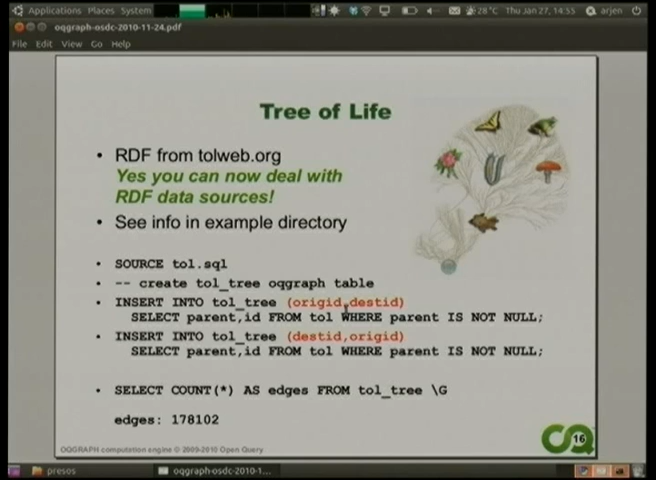 Applications Places System 28°C Thu Jan 27, 14:55 arjen
oqgraph-osdc-2010-11-24.pdf
File Edit View Go Help
Tree of Life
• RDF from tolweb.org
Yes you can now deal with
RDF data sources!
• See info in example directory
• SOURCE tol.sql
• -- create tol_tree oqgraph table
• INSERT INTO tol_tree (origid,destid)
SELECT parent,id FROM tol WHERE parent IS NOT NULL;
• INSERT INTO tol_tree (destid,origid)
SELECT parent,id FROM tol WHERE parent IS NOT NULL;
• SELECT COUNT(*) AS edges FROM tol_tree \G
edges: 178102
16
OQGRAPH computation engine © 2009-2010 Open Query
presos oqgraph-osdc-2010-1...